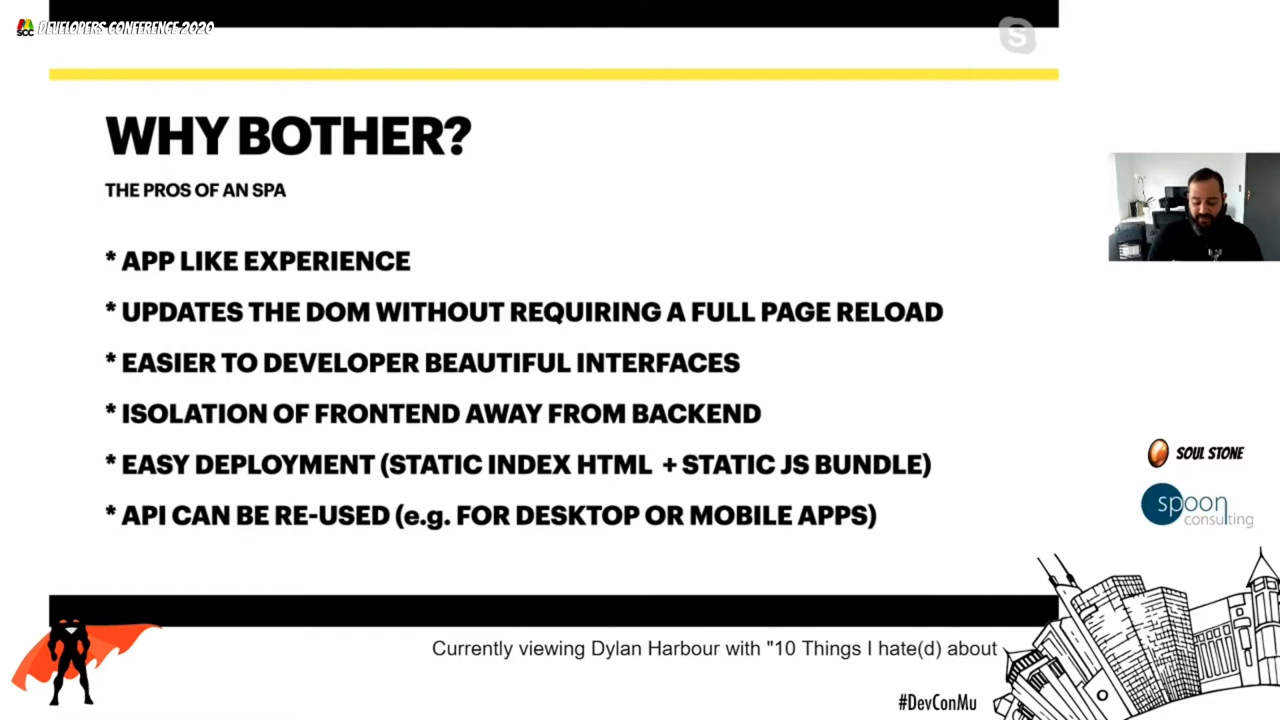 SCC DEVELOPERS CONFERENCE 2020
S
WHY BOTHER?
THE PROS OF AN SPA
* APP LIKE EXPERIENCE
* UPDATES THE DOM WITHOUT REQUIRING A FULL PAGE RELOAD
* EASIER TO DEVELOPER BEAUTIFUL INTERFACES
* ISOLATION OF FRONTEND AWAY FROM BACKEND
* EASY DEPLOYMENT (STATIC INDEX HTML + STATIC JS BUNDLE)
* API CAN BE RE-USED (e.g. FOR DESKTOP OR MOBILE APPS)
SOUL STONE
spoon
consulting
Currently viewing Dylan Harbour with "10 Things I hate(d) about
#DevConMu